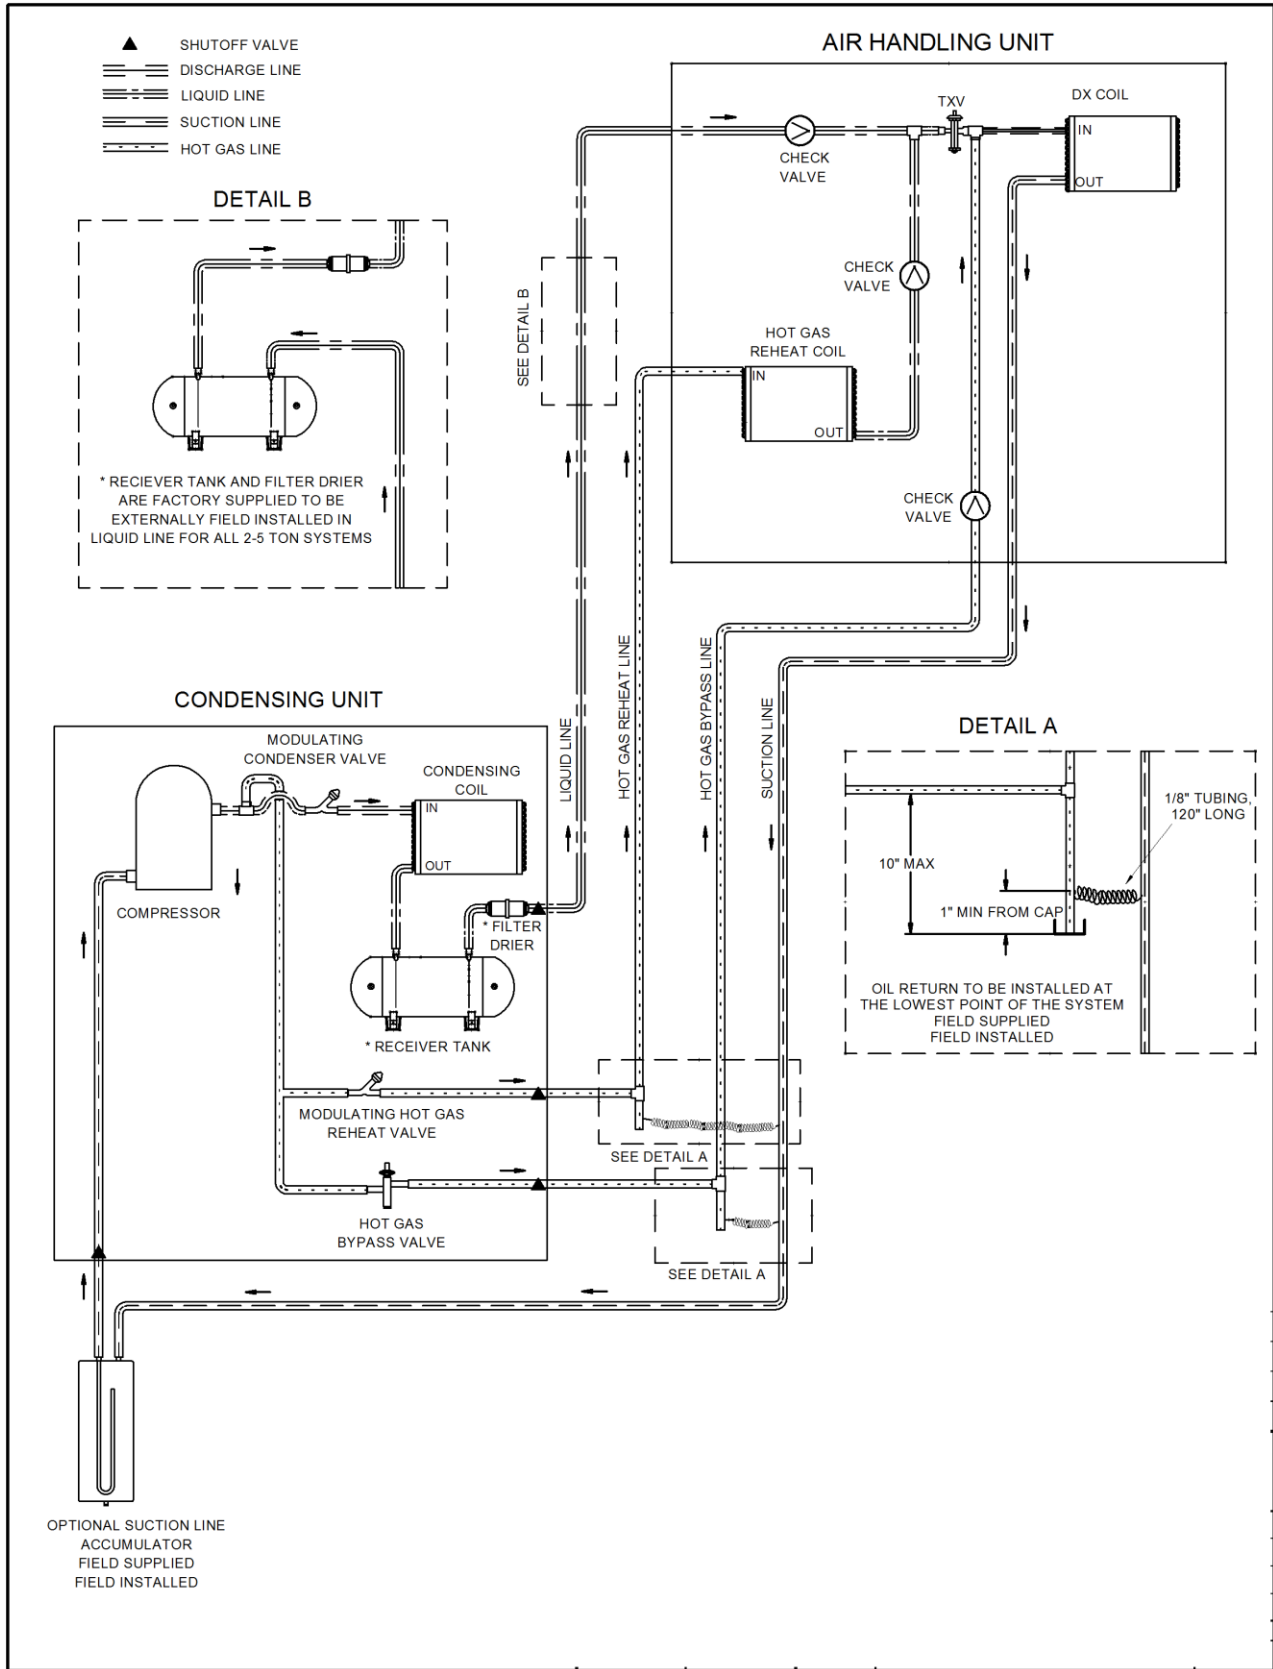 SHUTOFF VALVE
DISCHARGE LINE
LIQUID LINE
SUCTION LINE
HOT GAS LINE
DETAIL B
* RECIEVER TANK AND FILTER DRIER
ARE FACTORY SUPPLIED TO BE
EXTERNALLY FIELD INSTALLED IN
LIQUID LINE FOR ALL 2-5 TON SYSTEMS
AIR HANDLING UNIT
TXV
DX COIL
IN
OUT
CHECK
VALVE
CHECK
VALVE
HOT GAS
REHEAT COIL
IN
OUT
CHECK
VALVE
SEE DETAIL B
LIQUID LINE
HOT GAS REHEAT LINE
HOT GAS BYPASS LINE
SUCTION LINE
CONDENSING UNIT
MODULATING
CONDENSER VALVE
CONDENSING
COIL
IN
OUT
COMPRESSOR
* FILTER
DRIER
* RECEIVER TANK
MODULATING HOT GAS
REHEAT VALVE
HOT GAS
BYPASS VALVE
SEE DETAIL A
SEE DETAIL A
DETAIL A
1/8" TUBING,
120" LONG
10" MAX
1" MIN FROM CAP
OIL RETURN TO BE INSTALLED AT
THE LOWEST POINT OF THE SYSTEM
FIELD SUPPLIED
FIELD INSTALLED
OPTIONAL SUCTION LINE
ACCUMULATOR
FIELD SUPPLIED
FIELD INSTALLED